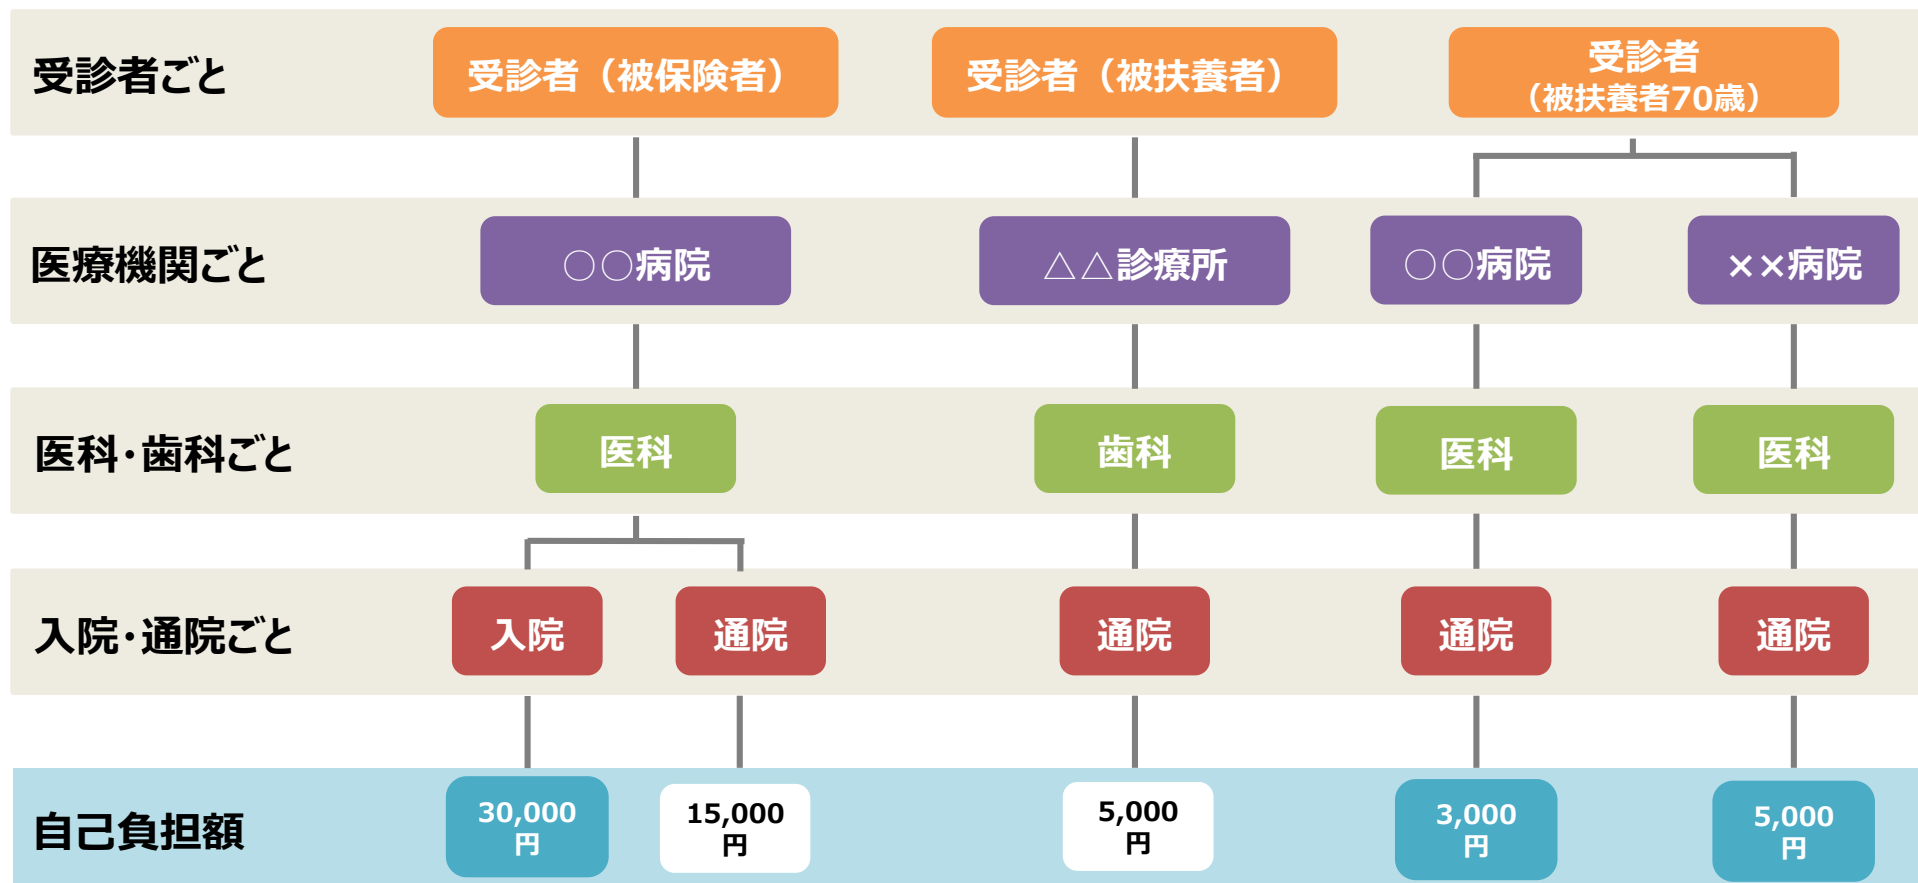 受診者ごと
受診者（被保険者）
受診者（被扶養者）
受診者
（被扶養者70歳）
医療機関ごと
○○病院
△△診療所
○○病院
××病院
医科・歯科ごと
医科
歯科
医科
医科
入院・通院ごと
入院
通院
通院
通院
通院
自己負担額
30,000
円
15,000
円
5,000
円
3,000
円
5,000
円